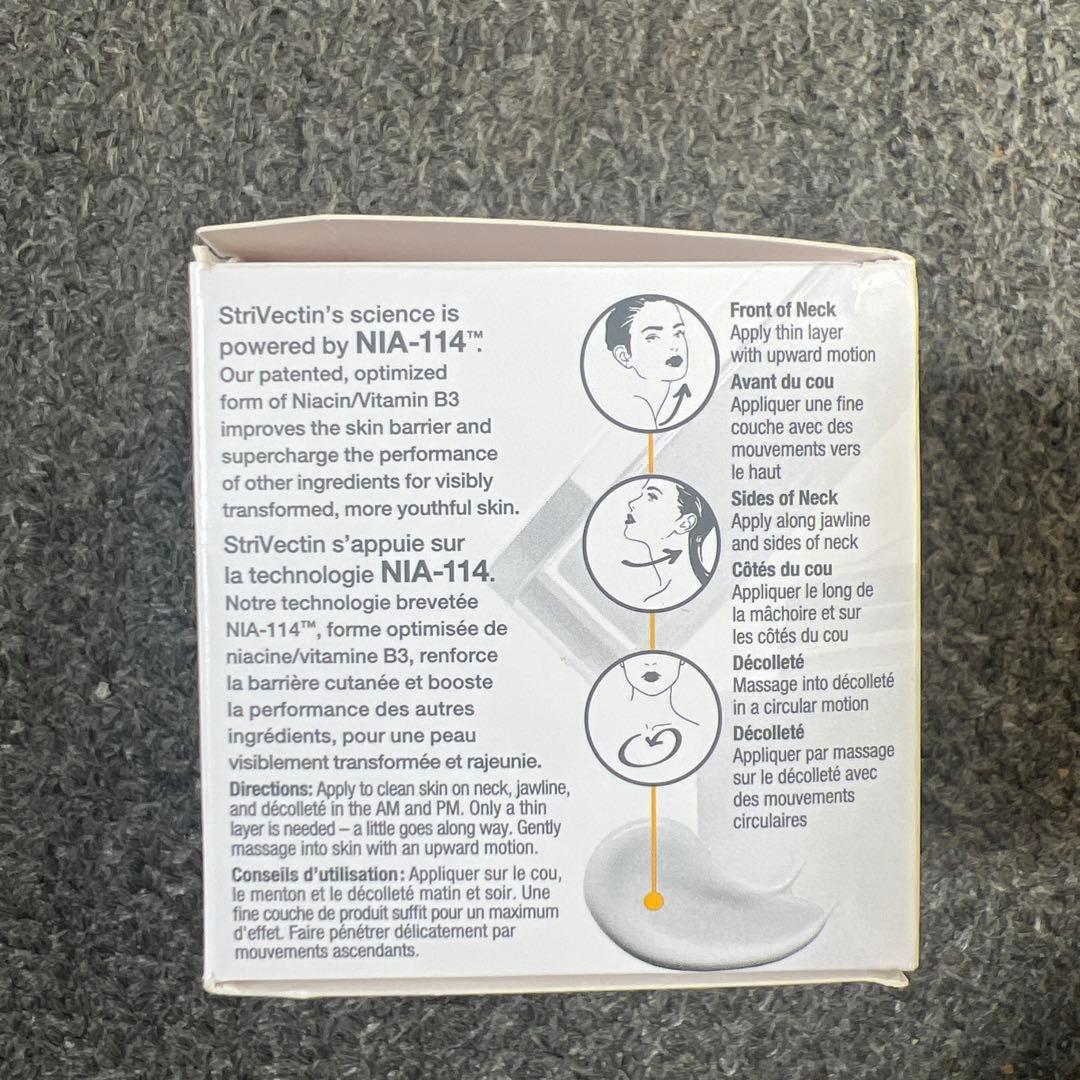 StriVectin's science is
powered by NIA-114™.
Our patented, optimized
form of Niacin/Vitamin B3
improves the skin barrier and
supercharge the performance
of other ingredients for visibly
transformed, more youthful skin.
StriVectin s'appuie sur
la technologie NIA-114.
Notre technologie brevetée
NIA-114™, forme optimisée de
niacine/vitamine B3, renforce
la barrière cutanée et booste
la performance des autres
ingrédients, pour une peau
visiblement transformée et rajeunie.
Directions: Apply to clean skin on neck, jawline,
and décolleté in the AM and PM. Only a thin
layer is needed – a little goes along way. Gently
massage into skin with an upward motion.
Conseils d'utilisation: Appliquer sur le cou,
le menton et le décolleté matin et soir. Une
fine couche de produit suffit pour un maximum
d'effet. Faire pénétrer délicatement par
mouvements ascendants.
Front of Neck
Apply thin layer
with upward motion
Avant du cou
Appliquer une fine
couche avec des
mouvements vers
le haut
Sides of Neck
Apply along jawline
and sides of neck
Côtés du cou
Appliquer le long de
la mâchoire et sur
les côtés du cou
Décolleté
Massage into décolleté
in a circular motion
Décolleté
Appliquer par massage
sur le décolleté avec
des mouvements
circulaires